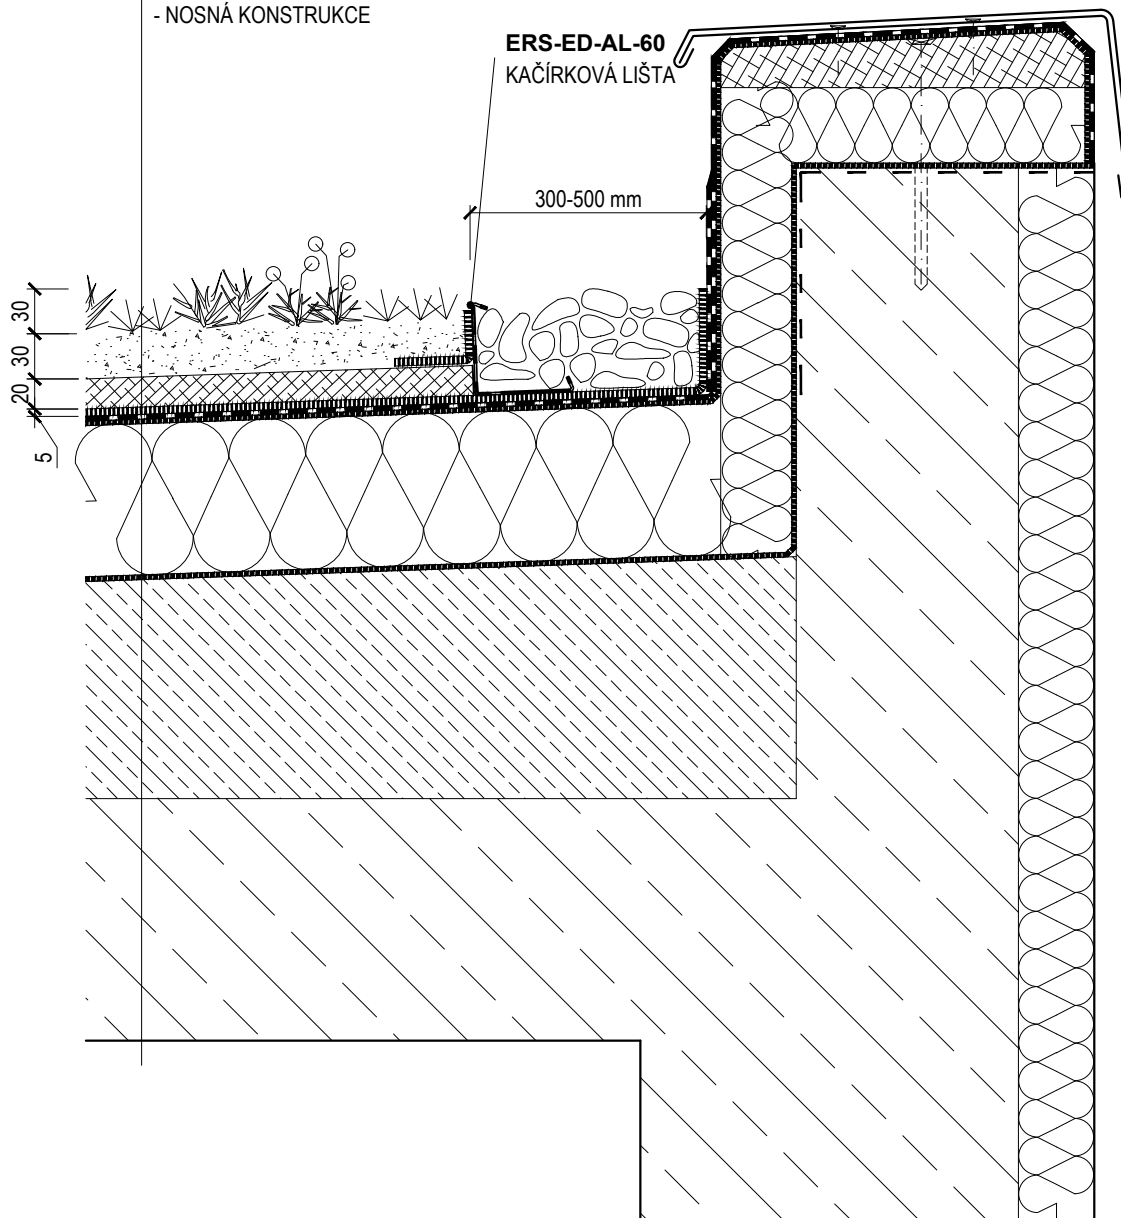 - NOSNÁ KONSTRUKCE
ERS-ED-AL-60
KAČÍRKOVÁ LIŠTA
300-500 mm
30
30
20
5